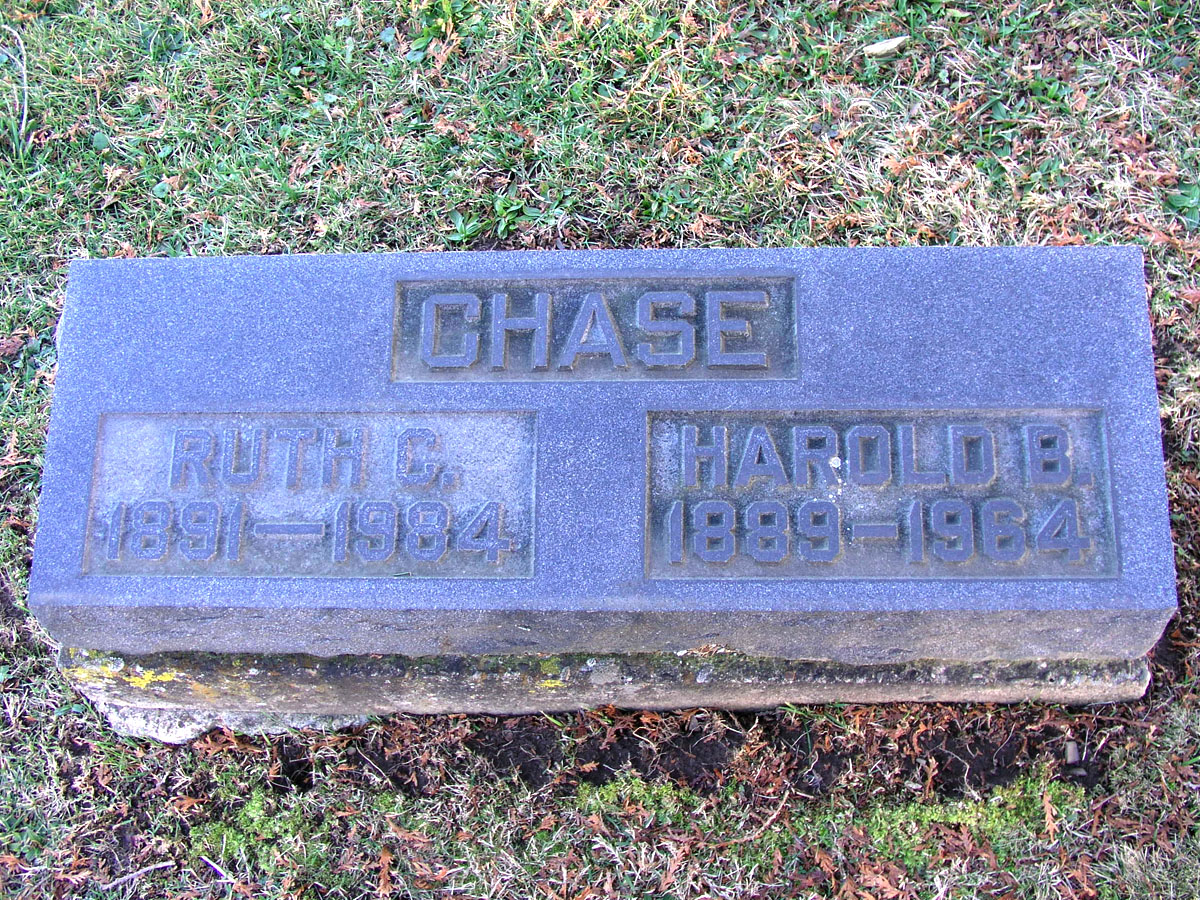 CHASE
RUTH C.
1891—1984
HAROLD B.
1889—1964